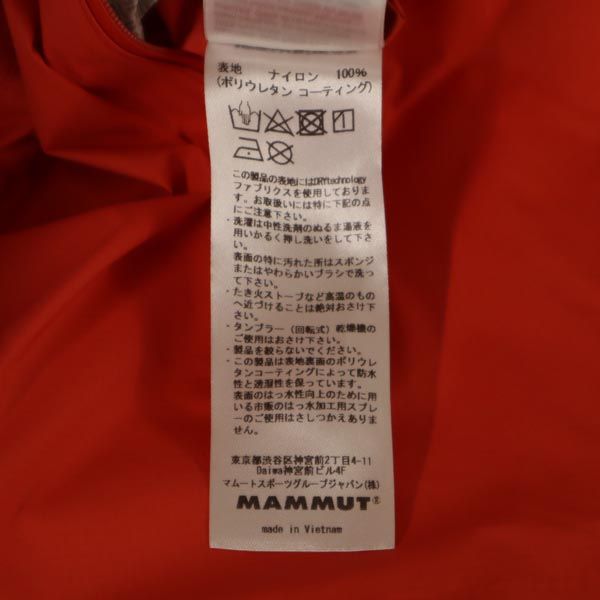 表地 ナイロン 100%
(ポリウレタン コーティング)
この製品の表地にはDRYtechnology
ファブリクスを使用しておりま
す。お取扱いには特に下記の点
にご注意下さい。
・洗濯は中性洗剤のぬるま湯液を
用いかるく押し洗いをして下さ
い。
表面の特に汚れた所はスポンジ
またはやわらかいブラシで洗っ
て下さい。
・たき火ストーブなど高温のもの
へ近づけることは絶対お避け下
さい。
・タンブラー（回転式）乾燥機の
ご使用はおさけ下さい。
・製品を絞らないでください。
・この製品は表地裏面のポリウレ
タンコーティングによって防水
性と透湿性を保っています。
表面のはっ水性向上のために用
いる市販のはっ水加工用スプレ
ーのご使用はさしつかえありま
せん。
東京都渋谷区神宮前2丁目4-11
Daiwa神宮前ビル4F
マムートスポーツグループジャパン(株)
MAMMUT®
made in Vietnam